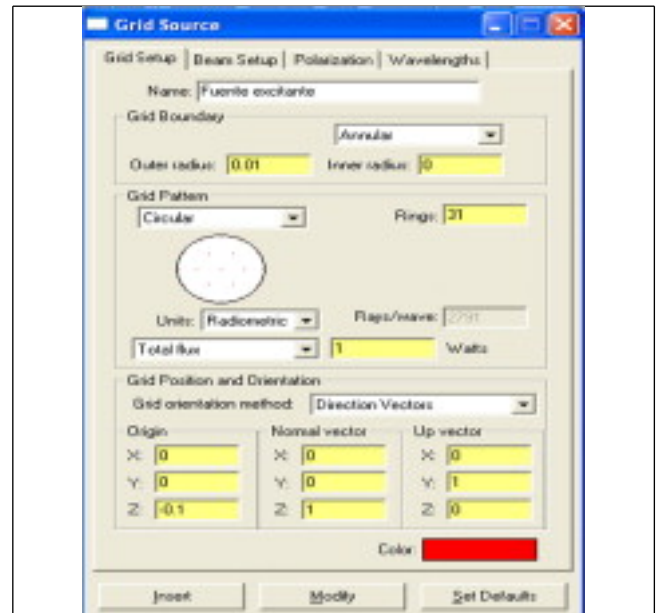 Grid Source
Grid Setup Beam Setup Polarization Wavelengths
Name: Fuente excitante
Grid Boundary
Annular
Outer radius: 0.01 Inner radius: 0
Grid Pattern
Circular Rings: 31
Units: Radiometric Rays/wave: 2791
Total flux 1 Watts
Grid Position and Orientation
Grid orientation method: Direction Vectors
Origin Normal vector Up vector
X: 0 X: 0 X: 0
Y: 0 Y: 0 Y: 1
Z: -0.1 Z: 1 Z: 0
Color:
Insert Modify Set Defaults